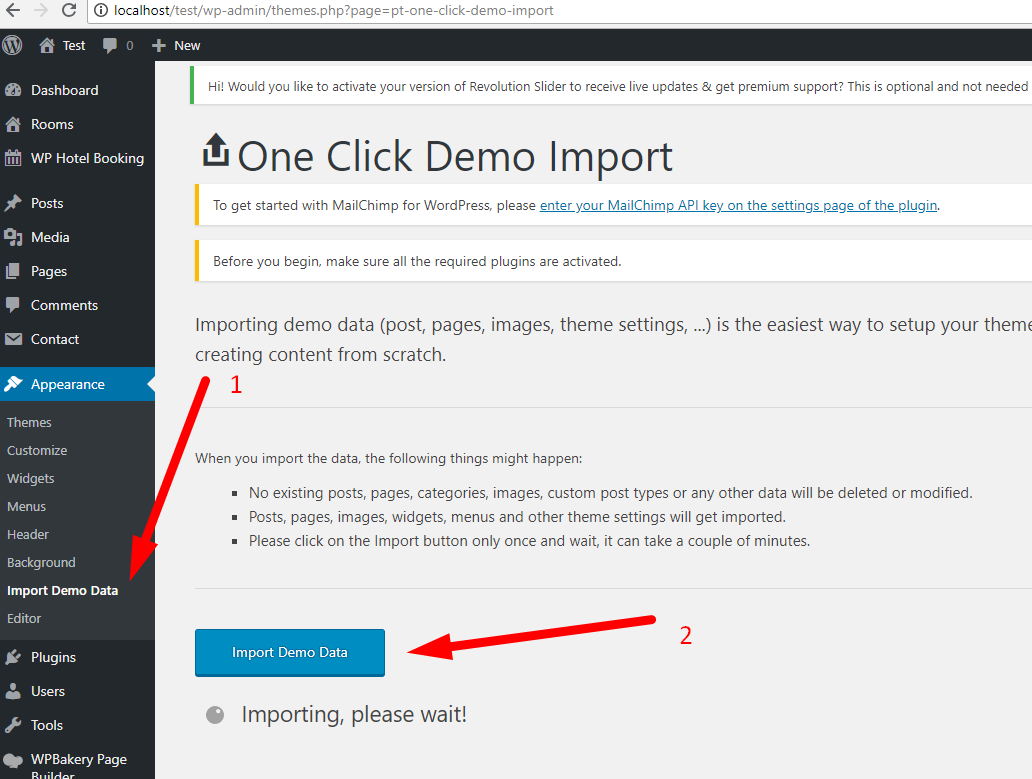 localhost/test/wp-admin/themes.php?page=pt-one-click-demo-import
Test 0 New
Dashboard
Rooms
WP Hotel Booking
Posts
Media
Pages
Comments
Contact
Appearance
Themes
Customize
Widgets
Menus
Header
Background
Import Demo Data
Editor
Plugins
Users
Tools
WPBakery Page
Builder
Hi! Would you like to activate your version of Revolution Slider to receive live updates & get premium support? This is optional and not needed
One Click Demo Import
To get started with MailChimp for WordPress, please enter your MailChimp API key on the settings page of the plugin.
Before you begin, make sure all the required plugins are activated.
Importing demo data (post, pages, images, theme settings, ...) is the easiest way to setup your theme
creating content from scratch.
1
When you import the data, the following things might happen:
No existing posts, pages, categories, images, custom post types or any other data will be deleted or modified.
Posts, pages, images, widgets, menus and other theme settings will get imported.
Please click on the Import button only once and wait, it can take a couple of minutes.
Import Demo Data
2
Importing, please wait!